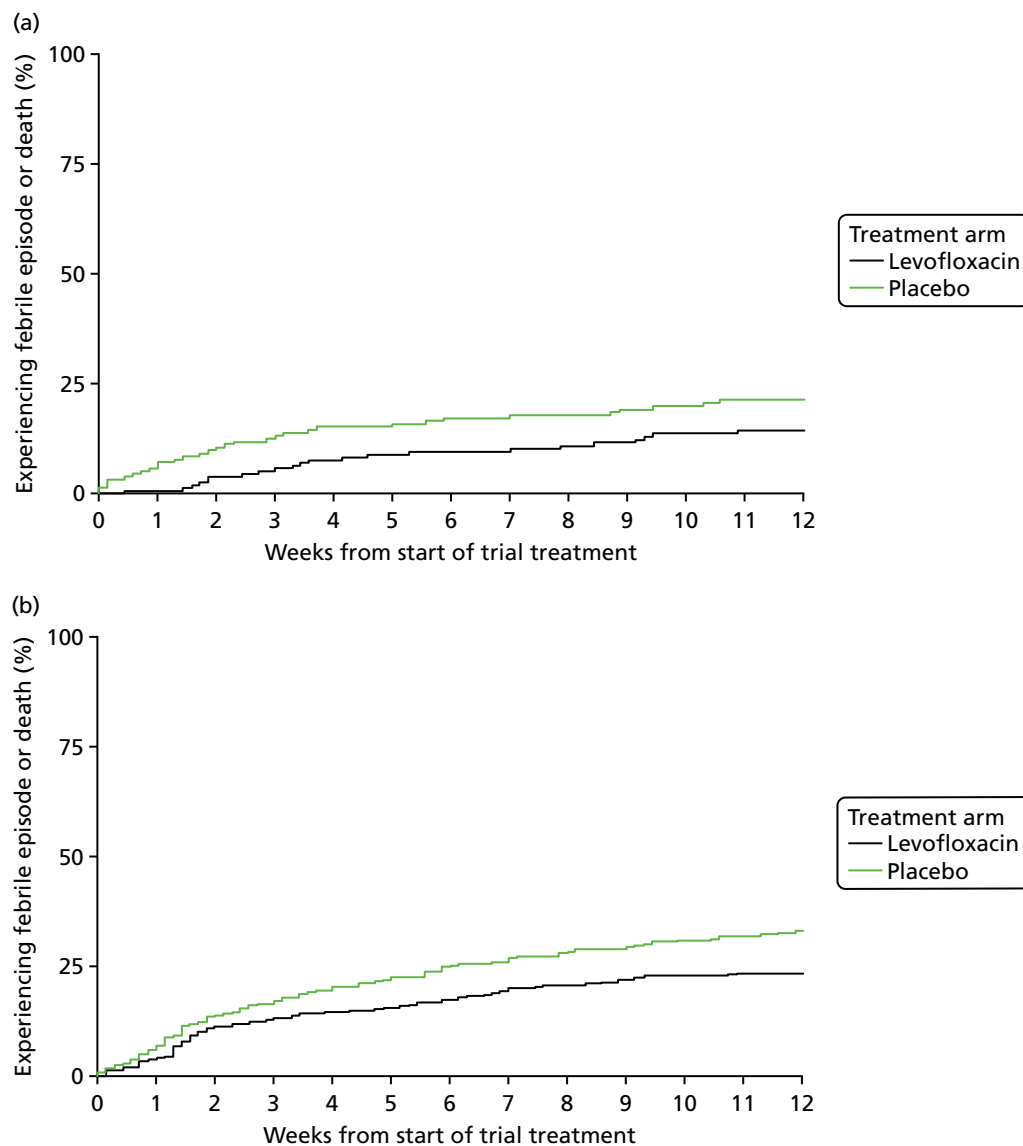 (a)
100
75
50
25
0
Experiencing febrile episode or death (%)
0 1 2 3 4 5 6 7 8 9 10 11 12
Weeks from start of trial treatment
Treatment arm
Levofloxacin
Placebo
(b)
100
75
50
25
0
Experiencing febrile episode or death (%)
0 1 2 3 4 5 6 7 8 9 10 11 12
Weeks from start of trial treatment
Treatment arm
Levofloxacin
Placebo